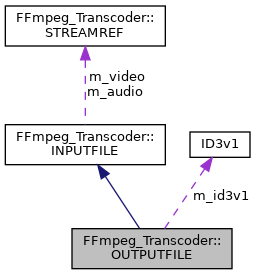 FFmpeg_Transcoder::
STREAMREF
m_video
m_audio
FFmpeg_Transcoder::
INPUTFILE
ID3v1
m_id3v1
FFmpeg_Transcoder::
OUTPUTFILE